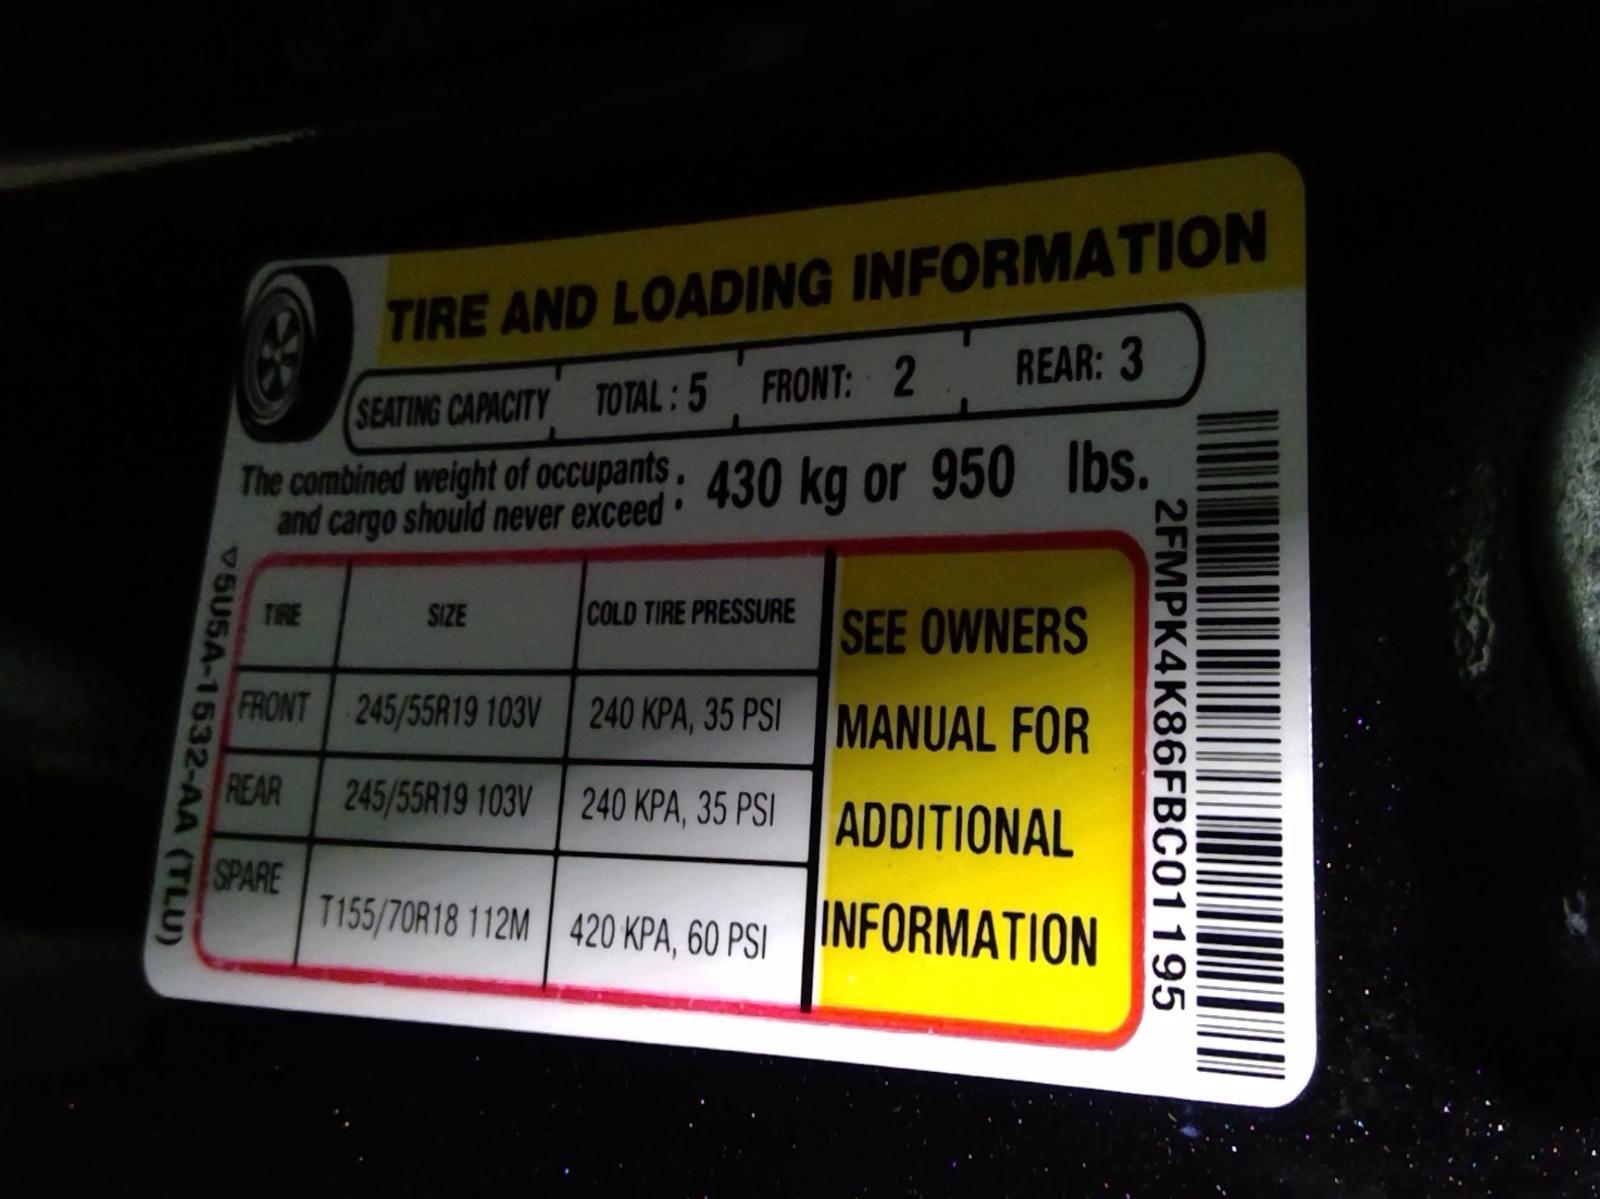 TIRE AND LOADING INFORMATION
SEATING CAPACITY TOTAL : 5 FRONT: 2 REAR: 3
The combined weight of occupants : 430 kg or 950 lbs.
and cargo should never exceed :
TIRE SIZE COLD TIRE PRESSURE
FRONT 245/55R19 103V 240 KPA, 35 PSI
REAR 245/55R19 103V 240 KPA, 35 PSI
SPARE T155/70R18 112M 420 KPA, 60 PSI
SEE OWNERS
MANUAL FOR
ADDITIONAL
INFORMATION
5U5A-1532-AA (TLU)
2FMPK4K86FBC01195